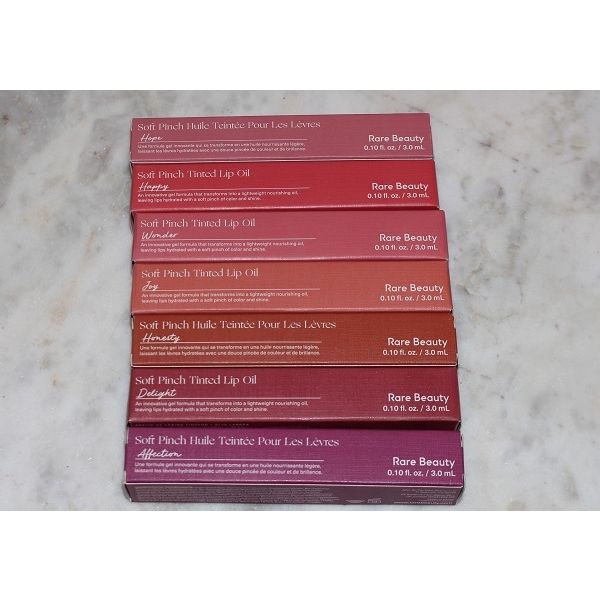 Soft Pinch Huile Teintée Pour Les Lèvres
Hope
Une formule gel innovante qui se transforme en une huile nourrissante légère,
laissant les lèvres hydratées avec une douce pincée de couleur et de brillance.
Rare Beauty
0.10 fl. oz. / 3.0 mL
Soft Pinch Tinted Lip Oil
Happy
An innovative gel formula that transforms into a lightweight nourishing oil,
leaving lips hydrated with a soft pinch of color and shine.
Rare Beauty
0.10 fl. oz. / 3.0 mL
Soft Pinch Tinted Lip Oil
Wonder
An innovative gel formula that transforms into a lightweight nourishing oil,
leaving lips hydrated with a soft pinch of color and shine.
Rare Beauty
0.10 fl. oz. / 3.0 mL
Soft Pinch Tinted Lip Oil
Joy
An innovative gel formula that transforms into a lightweight nourishing oil,
leaving lips hydrated with a soft pinch of color and shine.
Rare Beauty
0.10 fl. oz. / 3.0 mL
Soft Pinch Huile Teintée Pour Les Lèvres
Honesty
Une formule gel innovante qui se transforme en une huile nourrissante légère,
laissant les lèvres hydratées avec une douce pincée de couleur et de brillance.
Rare Beauty
0.10 fl. oz. / 3.0 mL
Soft Pinch Tinted Lip Oil
Delight
An innovative gel formula that transforms into a lightweight nourishing oil,
leaving lips hydrated with a soft pinch of color and shine.
Rare Beauty
0.10 fl. oz. / 3.0 mL
Soft Pinch Huile Teintée Pour Les Lèvres
Affection
Une formule gel innovante qui se transforme en une huile nourrissante légère,
laissant les lèvres hydratées avec une douce pincée de couleur et de brillance.
Rare Beauty
0.10 fl. oz. / 3.0 mL